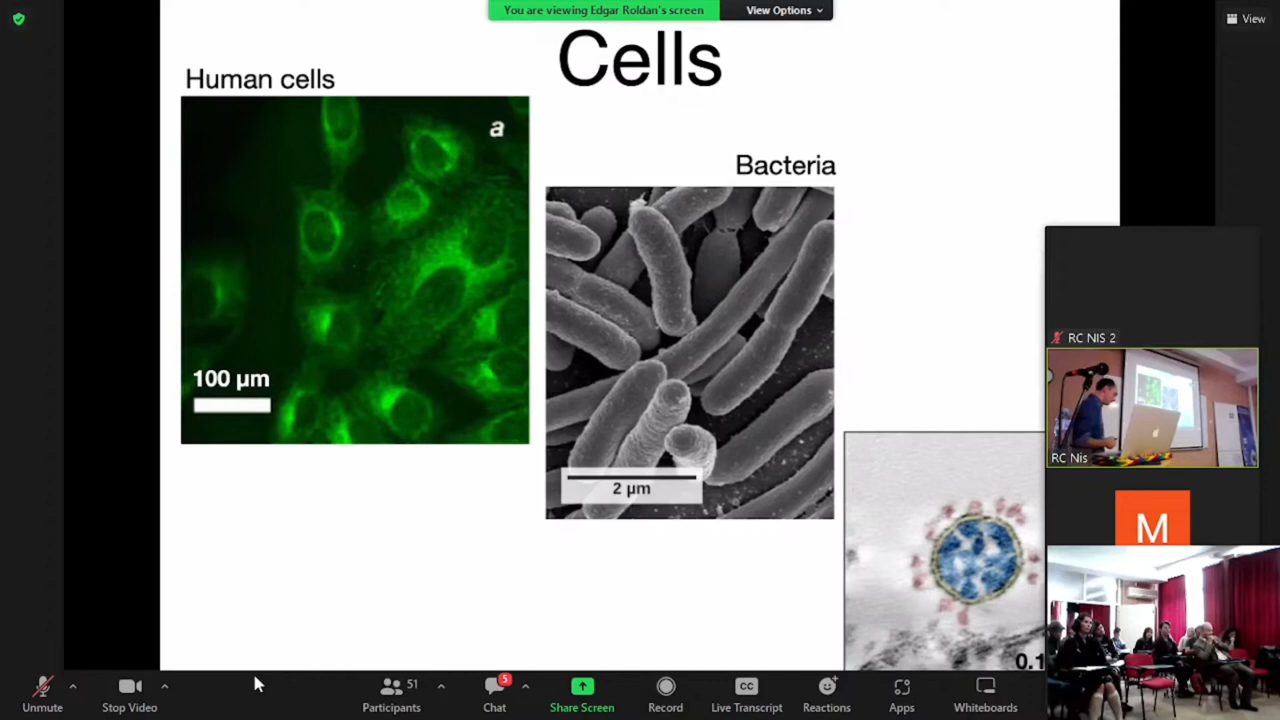 You are viewing Edgar Roldan's screen
View Options
View
Cells
Human cells
a
100 µm
Bacteria
2 µm
0.1
RC NIS 2
RC Nis
M
Unmute
Stop Video
51
Participants
5
Chat
Share Screen
Record
CC
Live Transcript
Reactions
Apps
Whiteboards